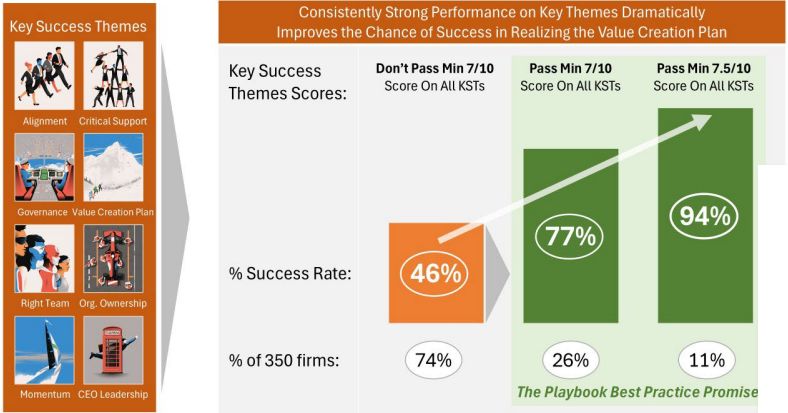 Key Success Themes
Alignment
Critical Support
Governance
Value Creation Plan
Right Team
Org. Ownership
Momentum
CEO Leadership
Consistently Strong Performance on Key Themes Dramatically
Improves the Chance of Success in Realizing the Value Creation Plan
Key Success
Themes Scores:
Don't Pass Min 7/10
Score On All KSTs
Pass Min 7/10
Score On All KSTs
Pass Min 7.5/10
Score On All KSTs
% Success Rate:
46%
77%
94%
% of 350 firms:
74%
26%
11%
The Playbook Best Practice Promise